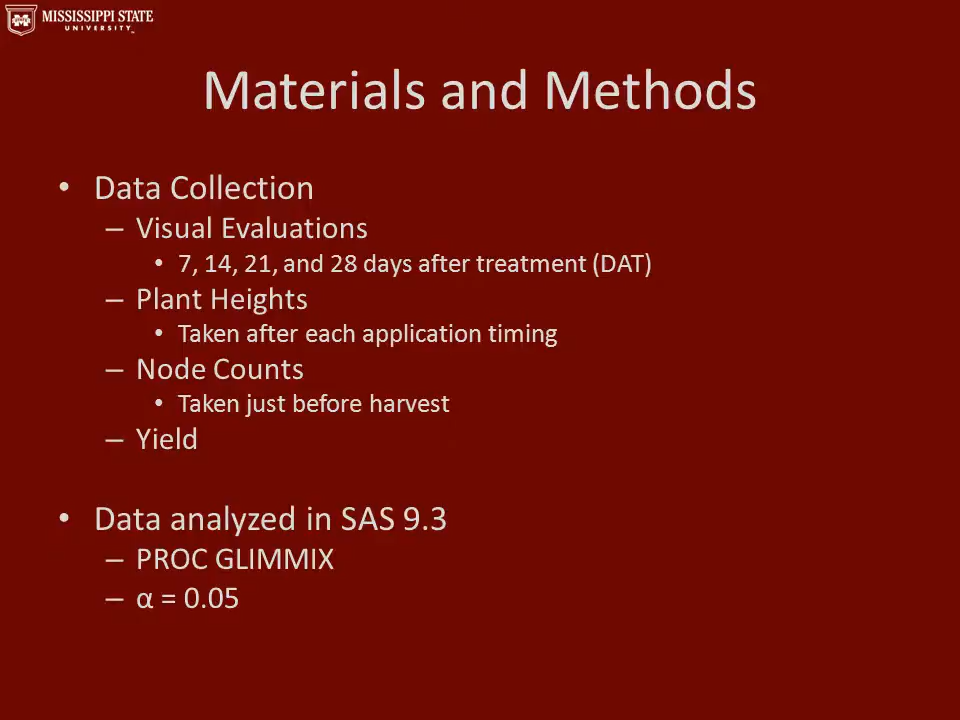 MISSISSIPPI STATE
UNIVERSITY™
Materials and Methods
• Data Collection
– Visual Evaluations
• 7, 14, 21, and 28 days after treatment (DAT)
– Plant Heights
• Taken after each application timing
– Node Counts
• Taken just before harvest
– Yield
• Data analyzed in SAS 9.3
– PROC GLIMMIX
– α = 0.05